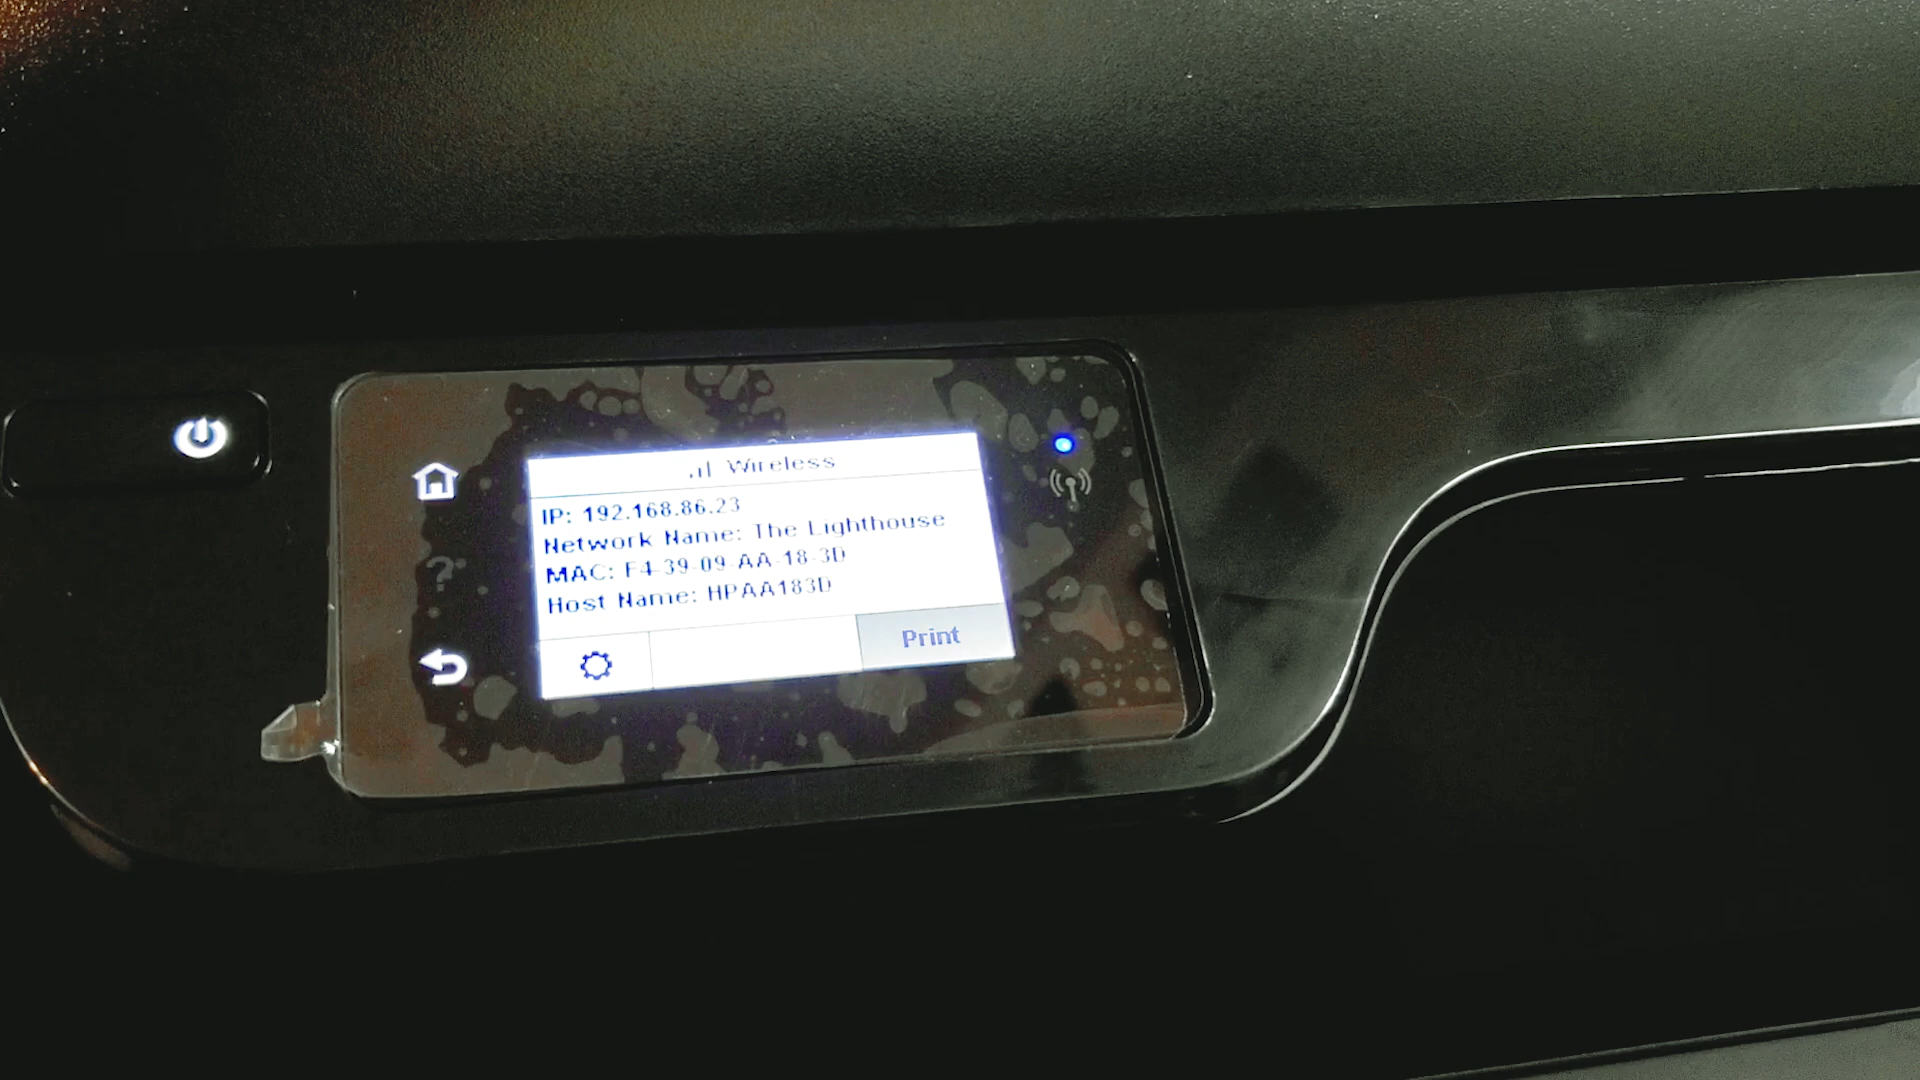 Wireless
IP: 192.168.86.23
Network Name: The Lighthouse
MAC: F4-39-09-AA-18-3D
Host Name: HPAA183D
Print
?